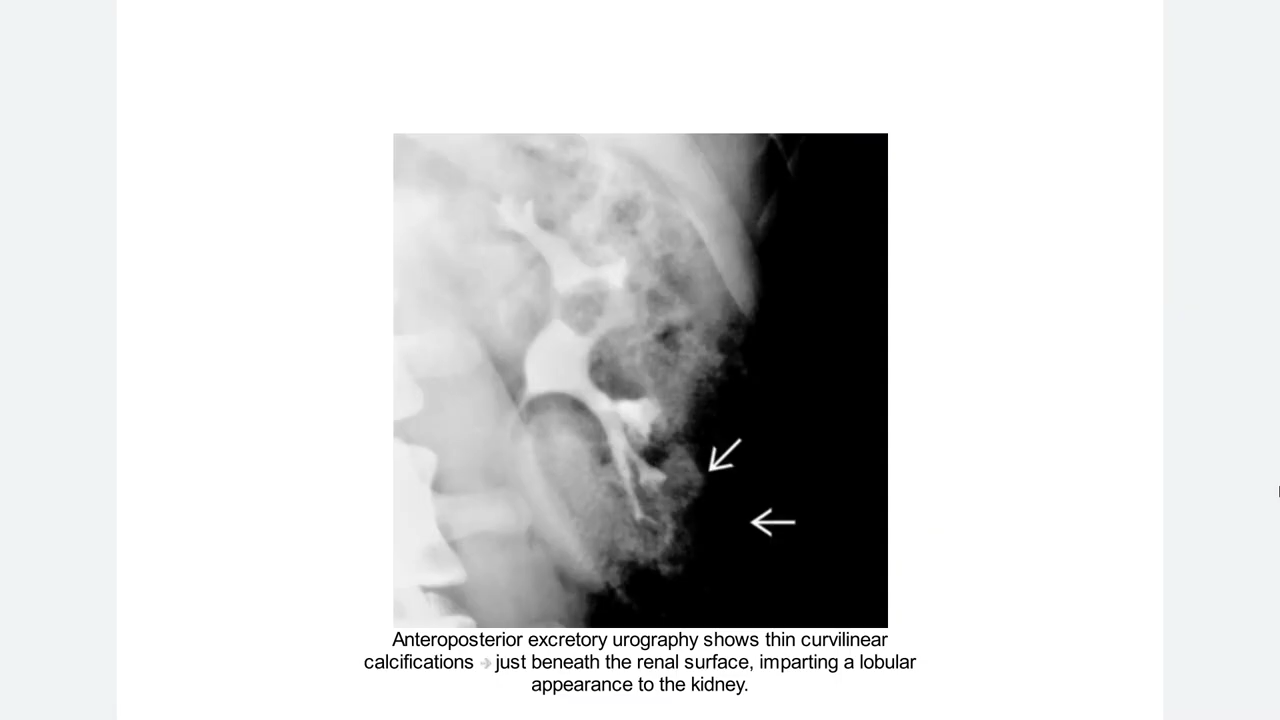 Anteroposterior excretory urography shows thin curvilinear
calcifications just beneath the renal surface, imparting a lobular
appearance to the kidney.